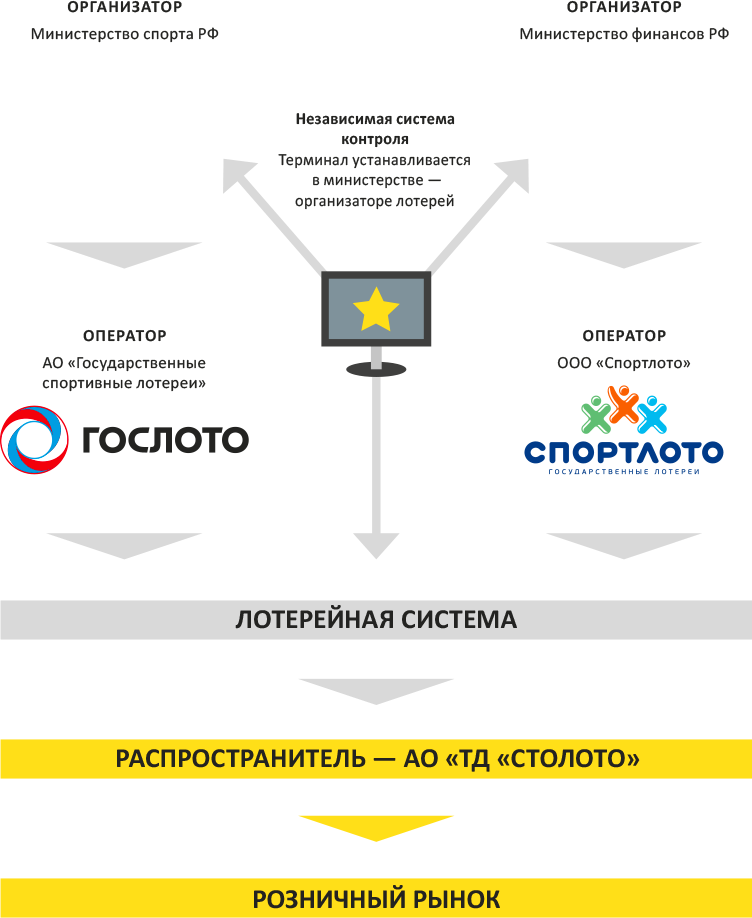 ОРГАНИЗАТОР
Министерство спорта РФ
ОРГАНИЗАТОР
Министерство финансов РФ
Независимая система
контроля
Терминал устанавливается
в министерстве —
организаторе лотерей
ОПЕРАТОР
АО «Государственные
спортивные лотереи»
ГОСЛОТО
ОПЕРАТОР
ООО «Спортлото»
СПОРТЛОТО
ГОСУДАРСТВЕННЫЕ ЛОТЕРЕИ
ЛОТЕРЕЙНАЯ СИСТЕМА
РАСПРОСТРАНИТЕЛЬ — АО «ТД «СТОЛОТО»
РОЗНИЧНЫЙ РЫНОК